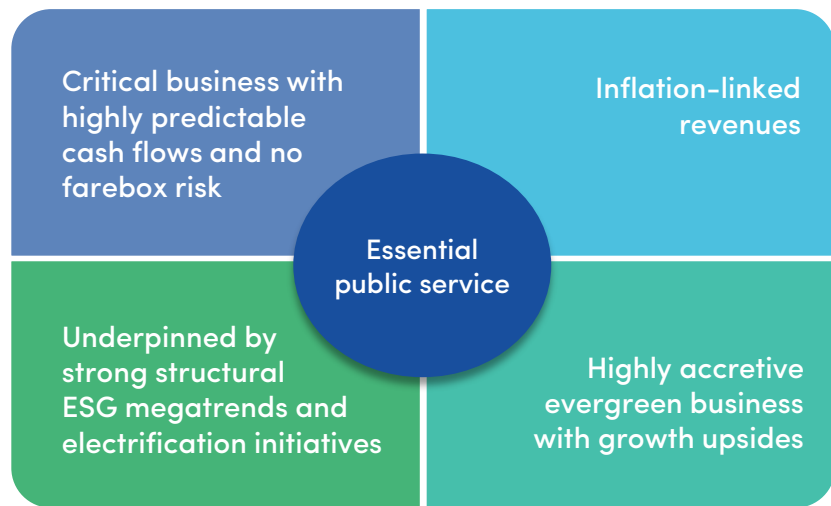 Critical business with
highly predictable
cash flows and no
farebox risk
Inflation-linked
revenues
Essential
public service
Underpinned by
strong structural
ESG megatrends and
electrification initiatives
Highly accretive
evergreen business
with growth upsides